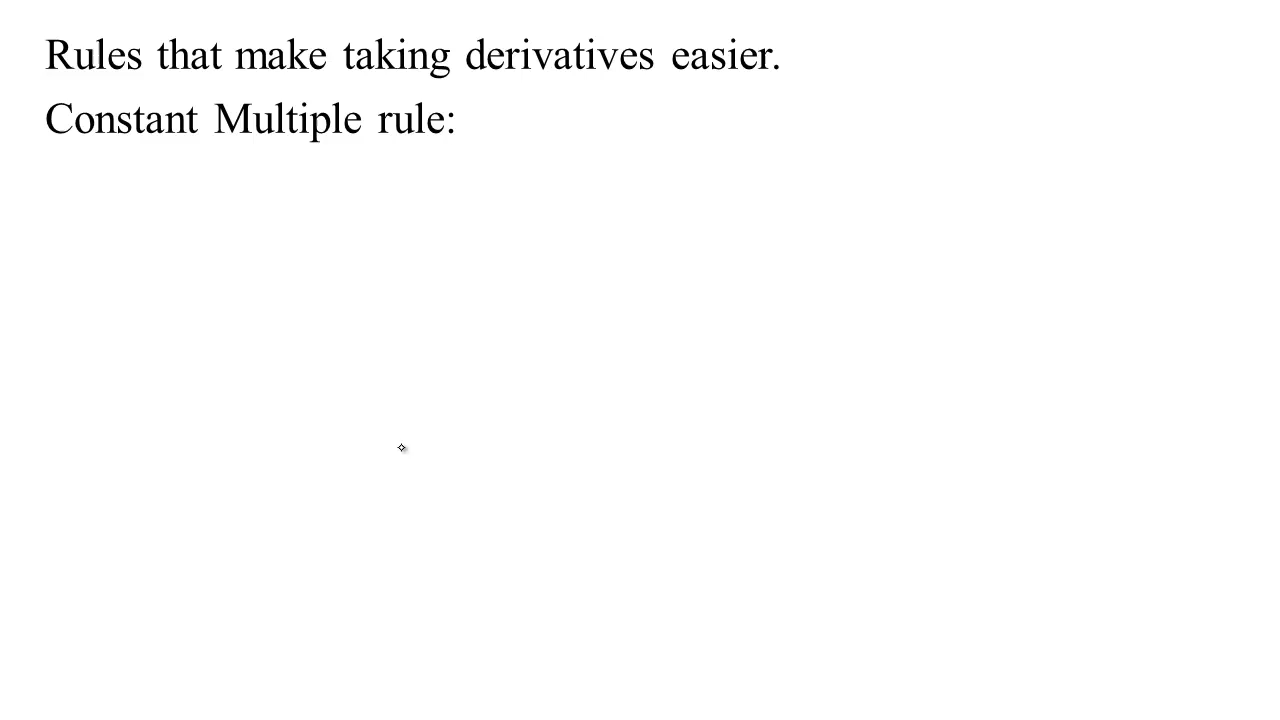 Rules that make taking derivatives easier.
Constant Multiple rule: